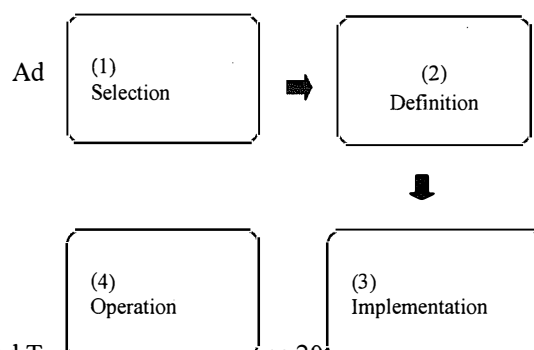 Ad
(1)
Selection
(2)
Definition
(4)
Operation
(3)
Implementation